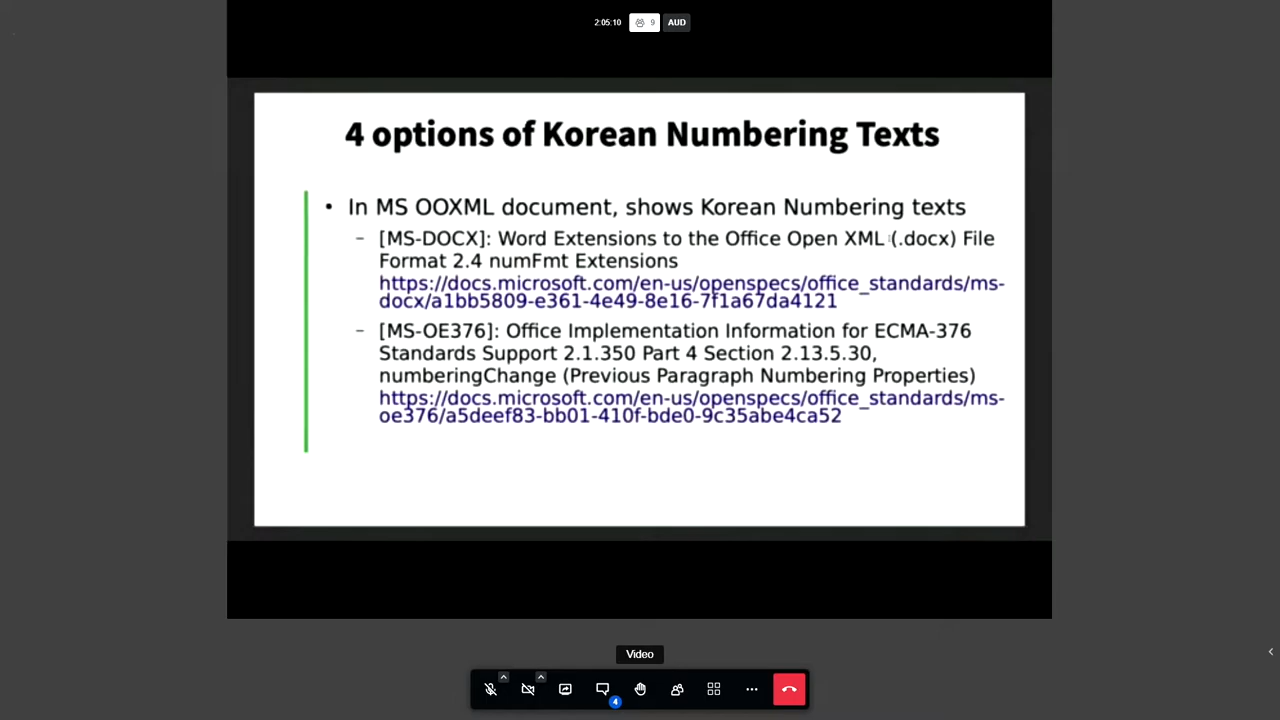 2:05:10 9 AUD
4 options of Korean Numbering Texts
• In MS OOXML document, shows Korean Numbering texts
– [MS-DOCX]: Word Extensions to the Office Open XML (.docx) File
Format 2.4 numFmt Extensions
https://docs.microsoft.com/en-us/openspecs/office_standards/ms-
docx/a1bb5809-e361-4e49-8e16-7f1a67da4121
– [MS-OE376]: Office Implementation Information for ECMA-376
Standards Support 2.1.350 Part 4 Section 2.13.5.30,
numberingChange (Previous Paragraph Numbering Properties)
https://docs.microsoft.com/en-us/openspecs/office_standards/ms-
oe376/a5deef83-bb01-410f-bde0-9c35abe4ca52
Video
4